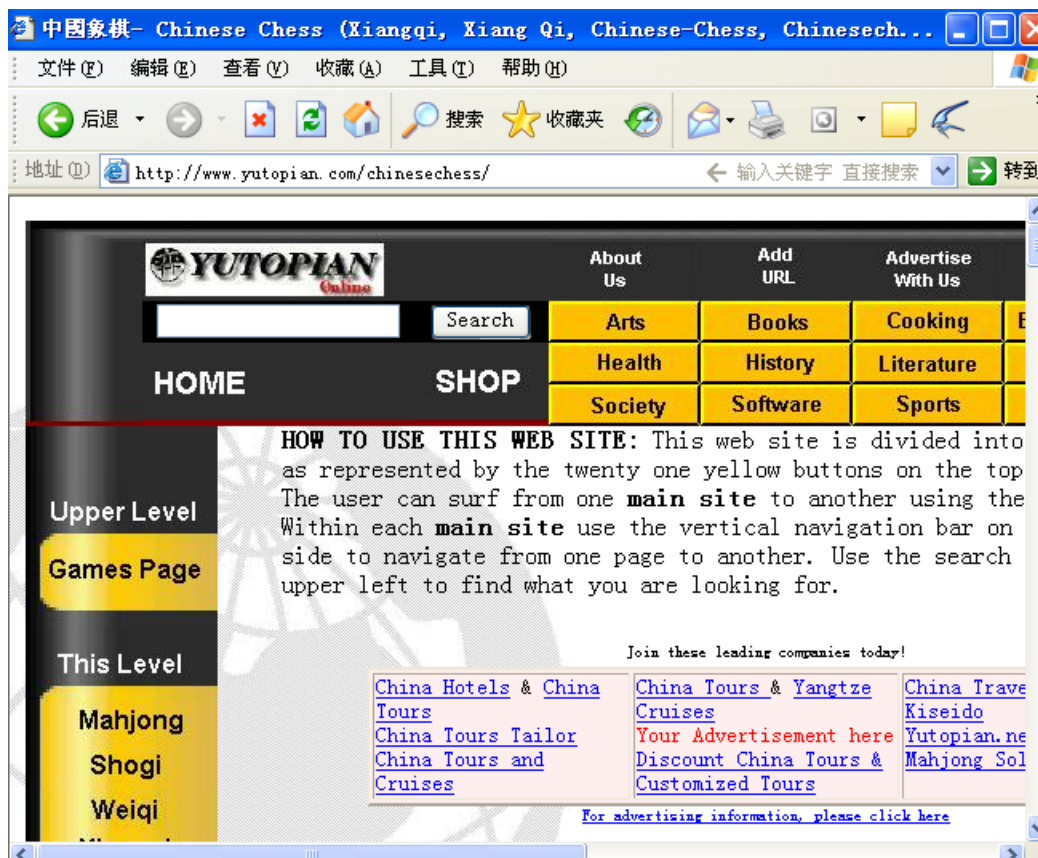 中國象棋- Chinese Chess (Xiangqi, Xiang Qi, Chinese-Chess, Chinesech...
文件(F) 编辑(E) 查看(V) 收藏(A) 工具(T) 帮助(H)
后退 搜索 收藏夹
地址(D) http://www.yutopian.com/chinesechess/ 输入关键字 直接搜索 转到
YUTOPIAN
Online
About Us
Add URL
Advertise With Us
Search
Arts Books Cooking
HOME SHOP
Health History Literature
Society Software Sports
HOW TO USE THIS WEB SITE: This web site is divided into
as represented by the twenty one yellow buttons on the top
The user can surf from one main site to another using the
Within each main site use the vertical navigation bar on
side to navigate from one page to another. Use the search
upper left to find what you are looking for.
Upper Level
Games Page
This Level
Mahjong
Shogi
Weiqi
Join these leading companies today!
China Hotels & China
Tours
China Tours Tailor
China Tours and
Cruises
China Tours & Yangtze
Cruises
Your Advertisement here
Discount China Tours &
Customized Tours
China Trave
Kiseido
Yutopian.ne
Mahjong Sol
For advertising information, please click here